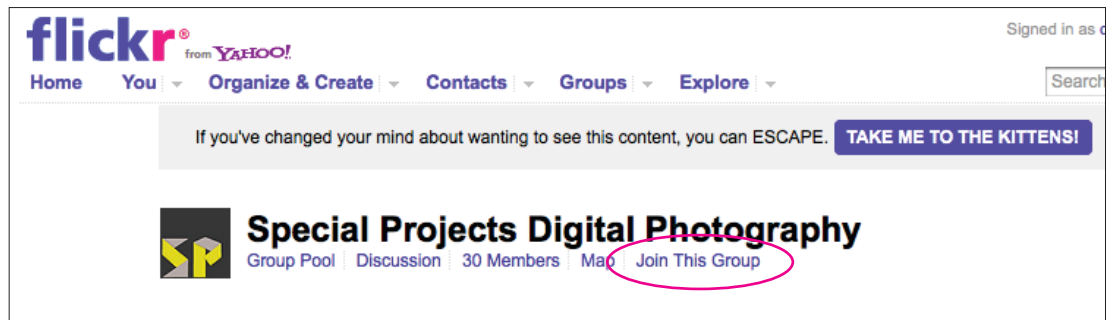 Signed in as
flickr® from YAHOO!
Home You Organize & Create Contacts Groups Explore Search
If you've changed your mind about wanting to see this content, you can ESCAPE. TAKE ME TO THE KITTENS!
SP Special Projects Digital Photography
Group Pool Discussion 30 Members Map Join This Group